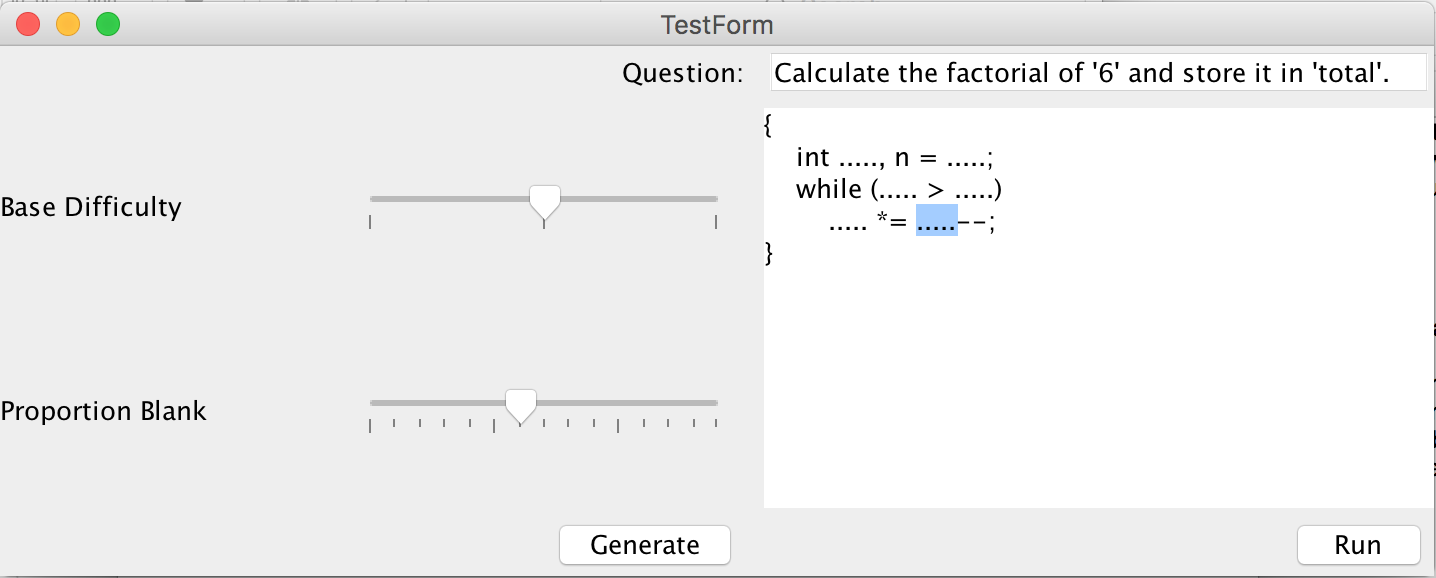 TestForm
Question: Calculate the factorial of '6' and store it in 'total'.
{
int ....., n = .....;
while (..... > .....)
..... *= .....--;
}
Base Difficulty
Proportion Blank
Generate
Run